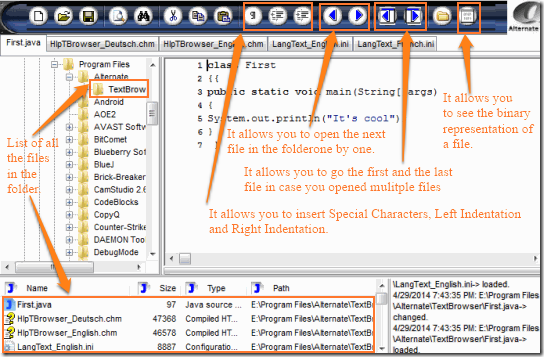 Alternate
First.java
HlpTBrowser_Deutsch.chm
HlpTBrowser_English.chm
LangText_English.ini
LangText_French.ini
Program Files
Alternate
TextBrow
Android
AOE2
AVAST Softw
BitComet
Blueberry Softw
BlueJ
Brick-Breaker
CamStudio 2.6
CodeBlocks
CopyQ
Counter-Strike
DAEMON Too
DebugMode
List of all
the files
in the
folder.
1 class First
2 {{
3 public static void main(String[] args)
4 {
5 System.out.println("It's cool")
6 }
7 }
It allows you to open the next
file in the folderone by one.
It allows you to go the first and the last
file in case you opened mulitple files
It allows you to insert Special Characters, Left Indentation
and Right Indentation.
It allows you
to see the binary
representation of
a file.
Name Size Type Path
First.java 97 Java source ... E:\Program Files\Alternate\TextBr
HlpTBrowser_Deutsch.chm 47368 Compiled HT... E:\Program Files\Alternate\TextBr
HlpTBrowser_English.chm 46578 Compiled HT... E:\Program Files\Alternate\TextBr
LangText_English.ini 8887 Configuratio... E:\Program Files\Alternate\TextBr
\LangText_English.ini-> loaded.
4/29/2014 7:43:35 PM: E:\Program Files
\Alternate\TextBrowser\First.java->
changed.
4/29/2014 7:43:35 PM: E:\Program Files
\Alternate\TextBrowser\First.java->
loaded.